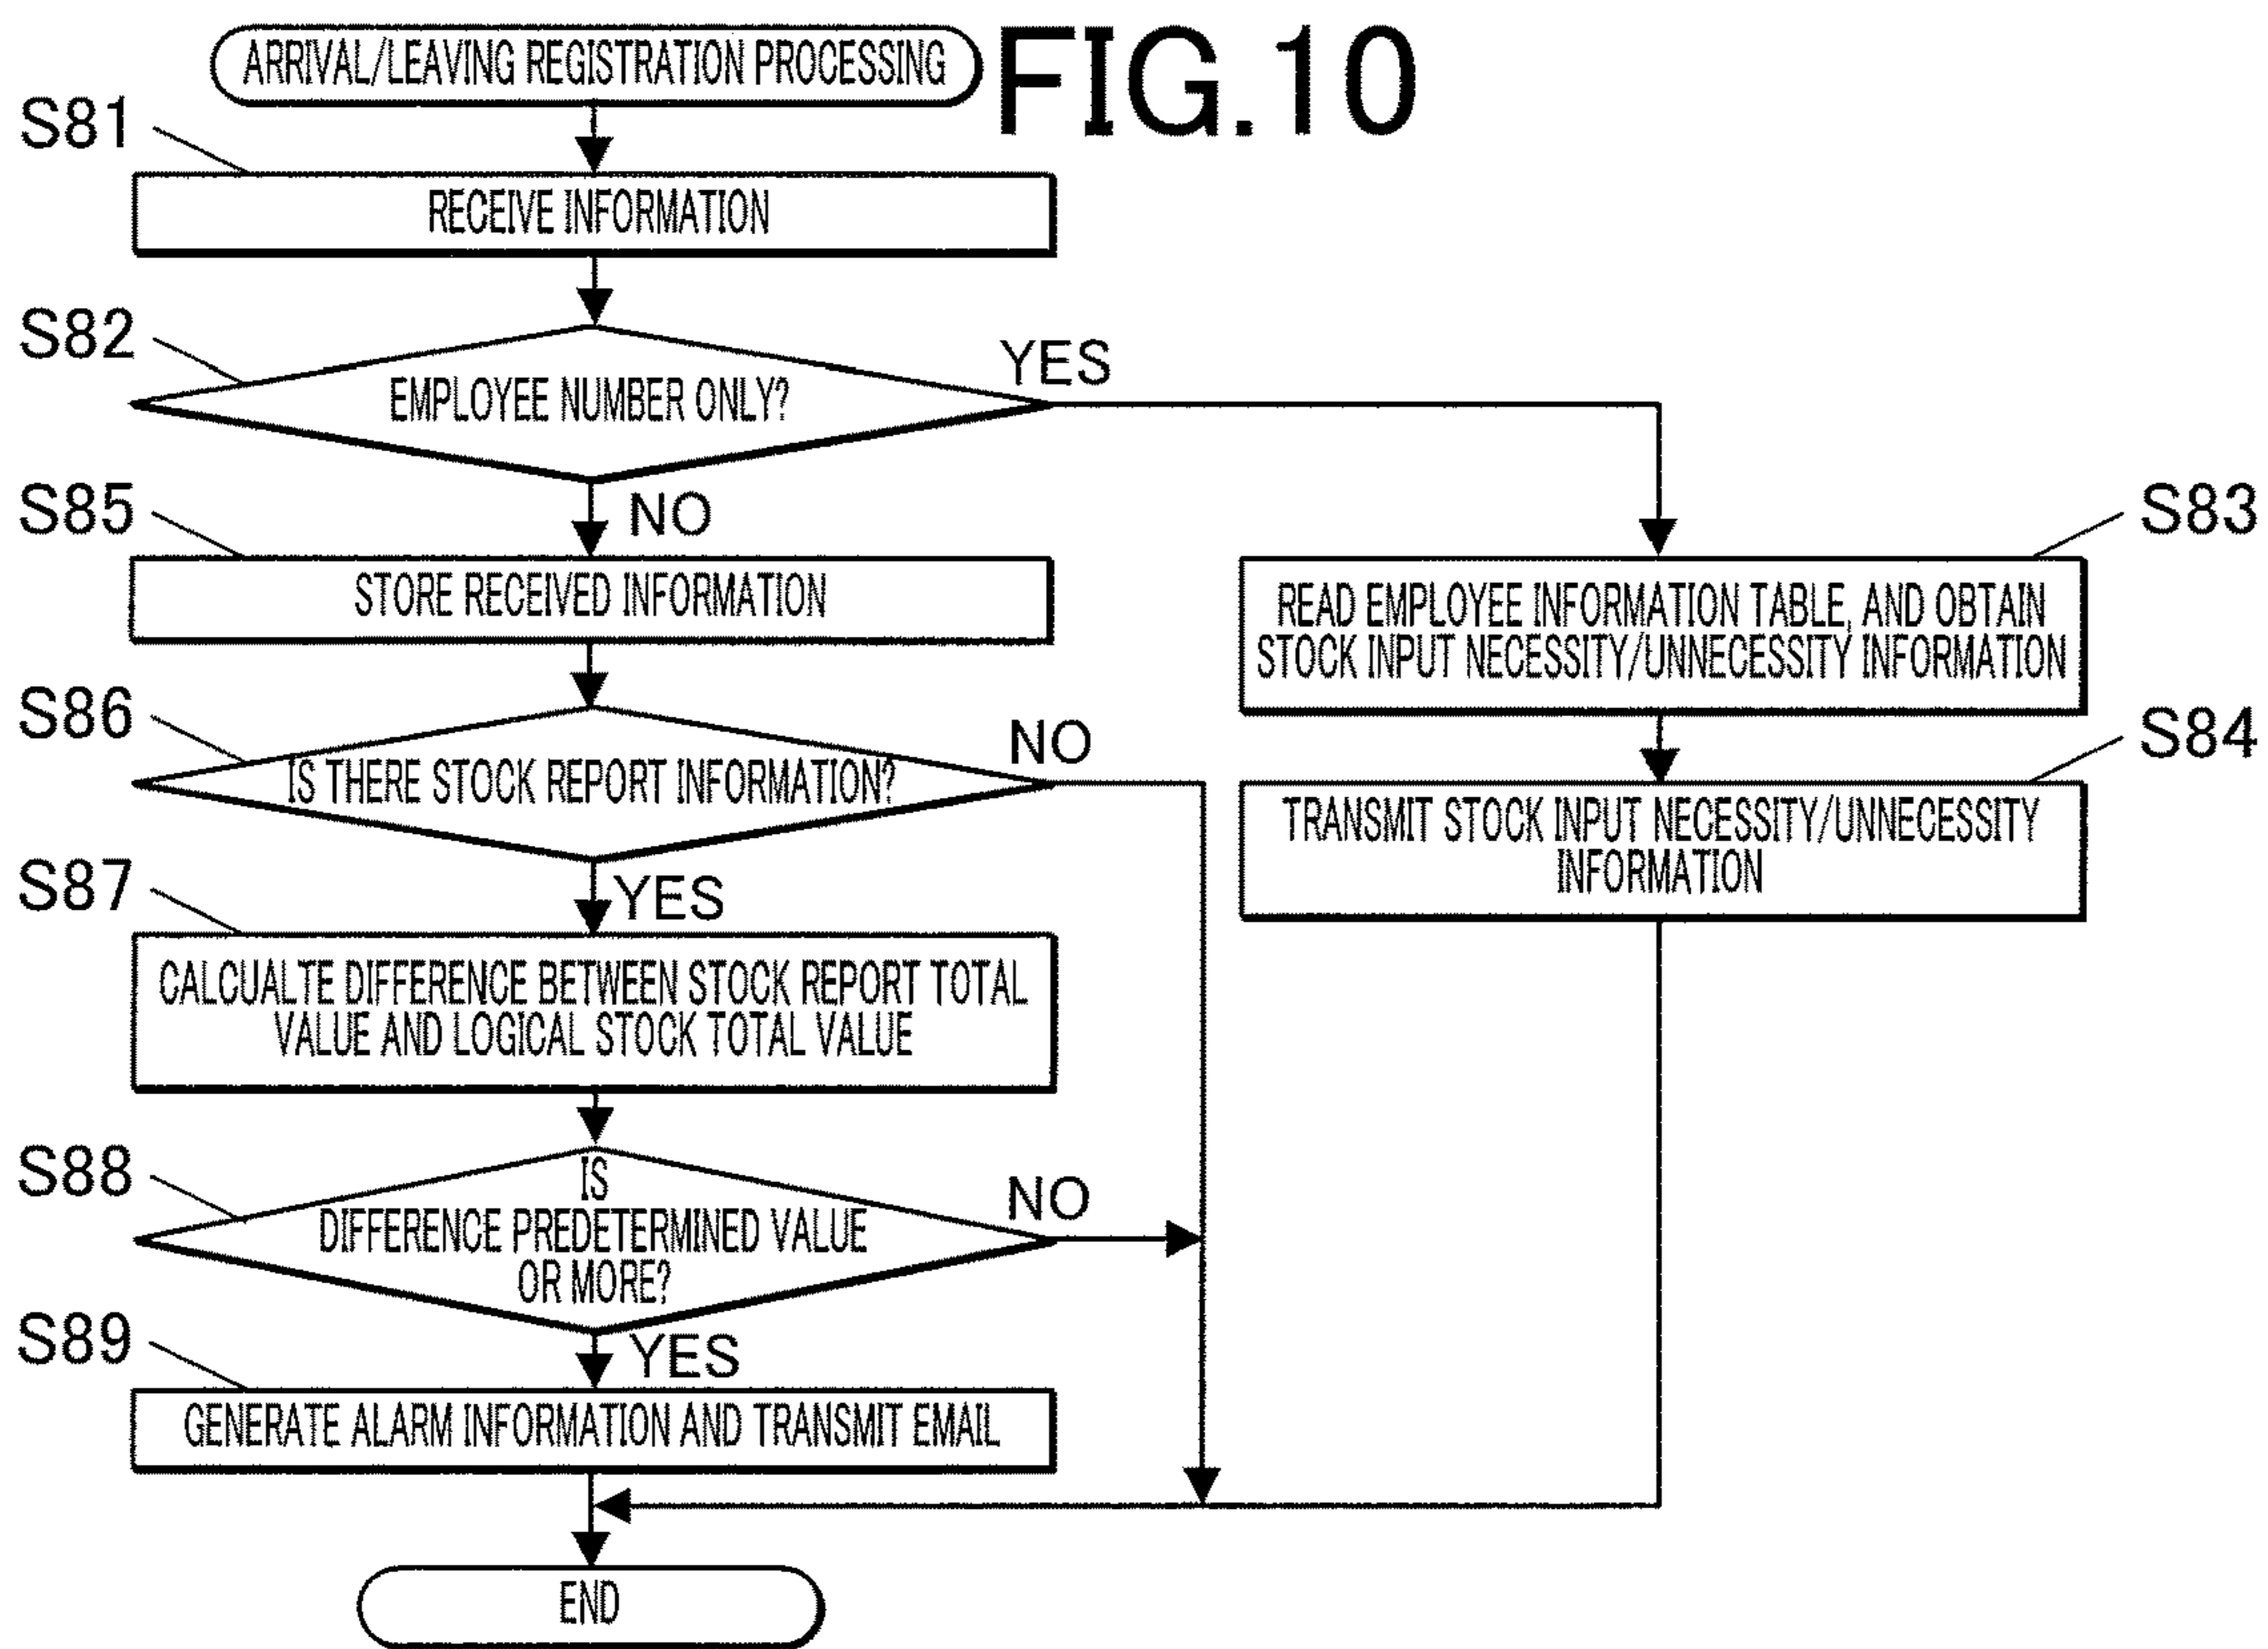 ARRIVAL/LEAVING REGISTRATION PROCESSING
FIG.10
S81
RECEIVE INFORMATION
S82
EMPLOYEE NUMBER ONLY?
YES
NO
S85
STORE RECEIVED INFORMATION
S83
READ EMPLOYEE INFORMATION TABLE, AND OBTAIN
STOCK INPUT NECESSITY/UNNECESSITY INFORMATION
S86
IS THERE STOCK REPORT INFORMATION?
NO
YES
S84
TRANSMIT STOCK INPUT NECESSITY/UNNECESSITY
INFORMATION
S87
CALCUALTE DIFFERENCE BETWEEN STOCK REPORT TOTAL
VALUE AND LOGICAL STOCK TOTAL VALUE
S88
IS
DIFFERENCE PREDETERMINED VALUE
OR MORE?
NO
YES
S89
GENERATE ALARM INFORMATION AND TRANSMIT EMAIL
END